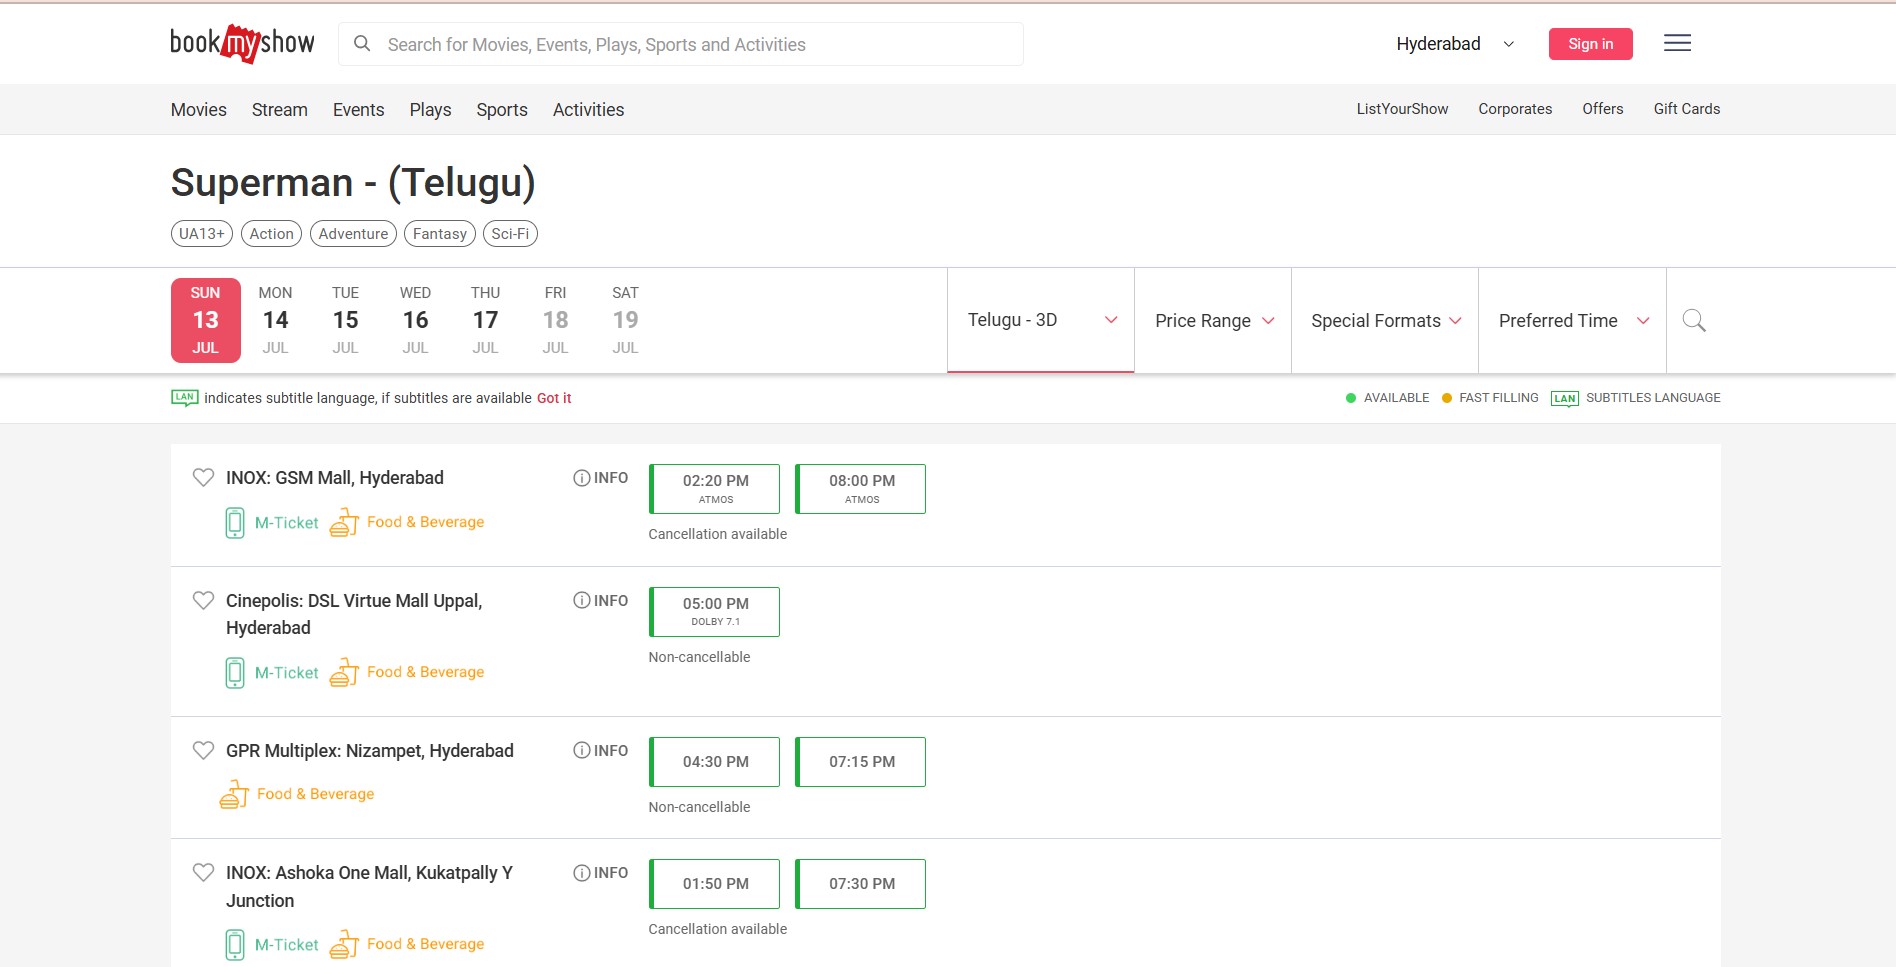 bookmyshow
Search for Movies, Events, Plays, Sports and Activities
Hyderabad
Sign in
Movies Stream Events Plays Sports Activities
ListYourShow Corporates Offers Gift Cards
Superman - (Telugu)
UA13+ Action Adventure Fantasy Sci-Fi
SUN MON TUE WED THU FRI SAT
13 14 15 16 17 18 19
JUL JUL JUL JUL JUL JUL JUL
Telugu - 3D Price Range Special Formats Preferred Time
LAN indicates subtitle language, if subtitles are available Got it
AVAILABLE FAST FILLING LAN SUBTITLES LANGUAGE
INOX: GSM Mall, Hyderabad
INFO
02:20 PM 08:00 PM
ATMOS ATMOS
M-Ticket Food & Beverage
Cancellation available
Cinepolis: DSL Virtue Mall Uppal,
Hyderabad
INFO
05:00 PM
DOLBY 7.1
Non-cancellable
M-Ticket Food & Beverage
GPR Multiplex: Nizampet, Hyderabad
INFO
04:30 PM 07:15 PM
Food & Beverage
Non-cancellable
INOX: Ashoka One Mall, Kukatpally Y
Junction
INFO
01:50 PM 07:30 PM
Cancellation available
M-Ticket Food & Beverage